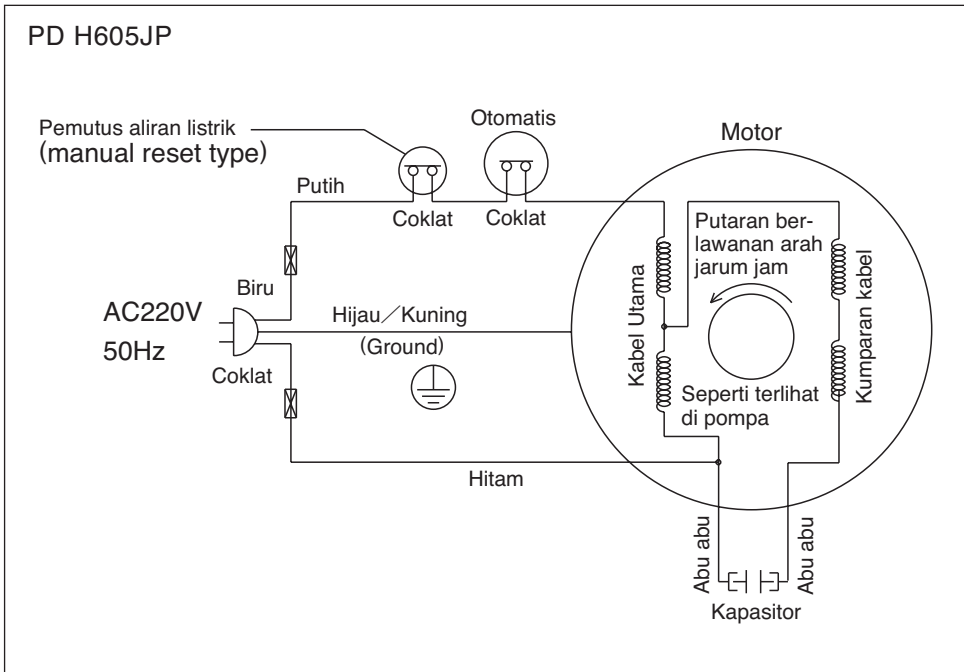 PD H605JP
Pemutus aliran listrik
(manual reset type)
Otomatis
Motor
Putih
Coklat
Coklat
Putaran ber-
lawanan arah
jarum jam
Biru
AC220V
50Hz
Hijau／Kuning
(Ground)
Coklat
Kabel Utama
Kumparan kabel
Seperti terlihat
di pompa
Hitam
Abu abu
Abu abu
Kapasitor